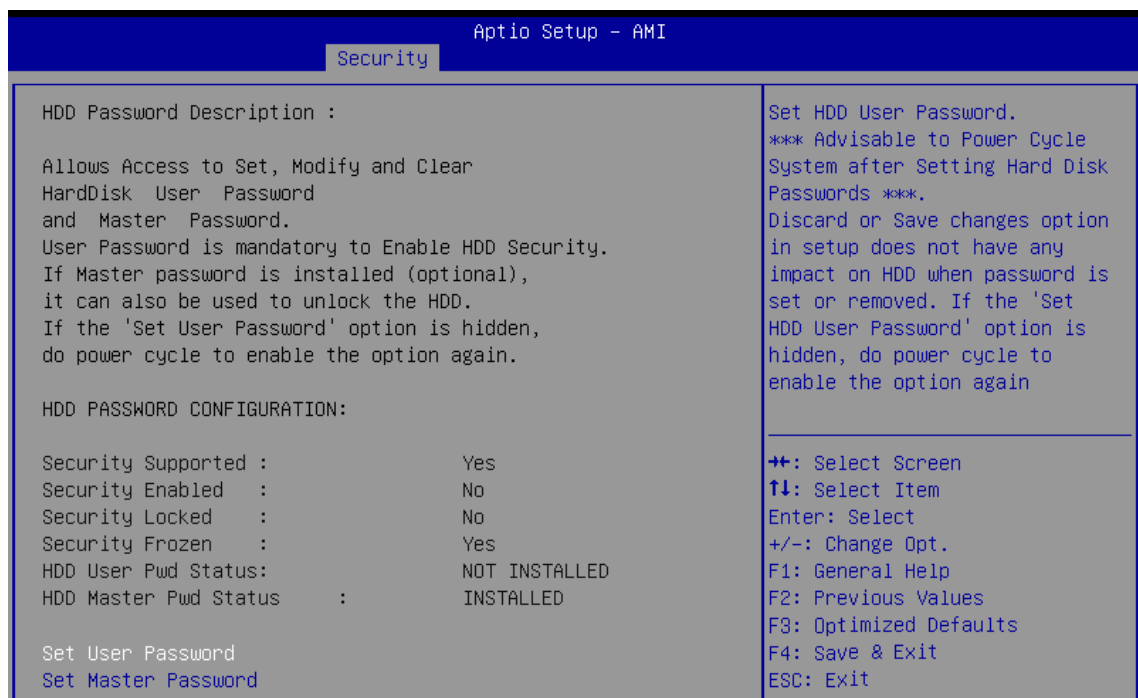 Aptio Setup – AMI
Security
HDD Password Description :
Allows Access to Set, Modify and Clear
HardDisk User Password
and Master Password.
User Password is mandatory to Enable HDD Security.
If Master password is installed (optional),
it can also be used to unlock the HDD.
If the 'Set User Password' option is hidden,
do power cycle to enable the option again.
HDD PASSWORD CONFIGURATION:
Security Supported : Yes
Security Enabled : No
Security Locked : No
Security Frozen : Yes
HDD User Pwd Status: NOT INSTALLED
HDD Master Pwd Status : INSTALLED
Set User Password
Set Master Password
Set HDD User Password.
*** Advisable to Power Cycle
System after Setting Hard Disk
Passwords ***.
Discard or Save changes option
in setup does not have any
impact on HDD when password is
set or removed. If the 'Set
HDD User Password' option is
hidden, do power cycle to
enable the option again
→←: Select Screen
↑↓: Select Item
Enter: Select
+/-: Change Opt.
F1: General Help
F2: Previous Values
F3: Optimized Defaults
F4: Save & Exit
ESC: Exit